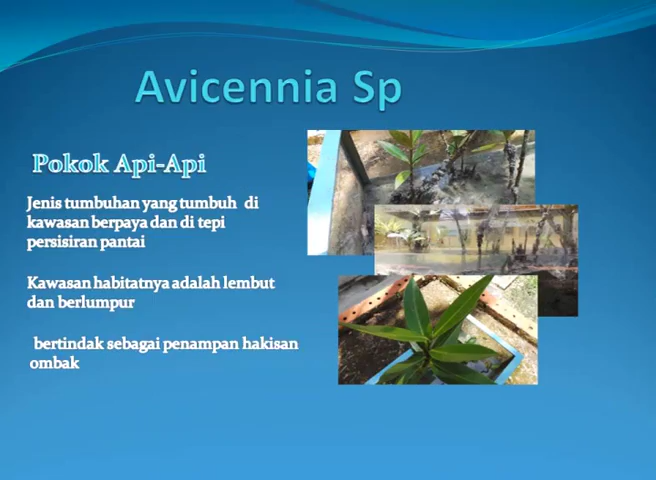 Avicennia Sp
Pokok Api-Api
Jenis tumbuhan yang tumbuh di
kawasan berpaya dan di tepi
persisiran pantai
Kawasan habitatnya adalah lembut
dan berlumpur
bertindak sebagai penampan hakisan
ombak